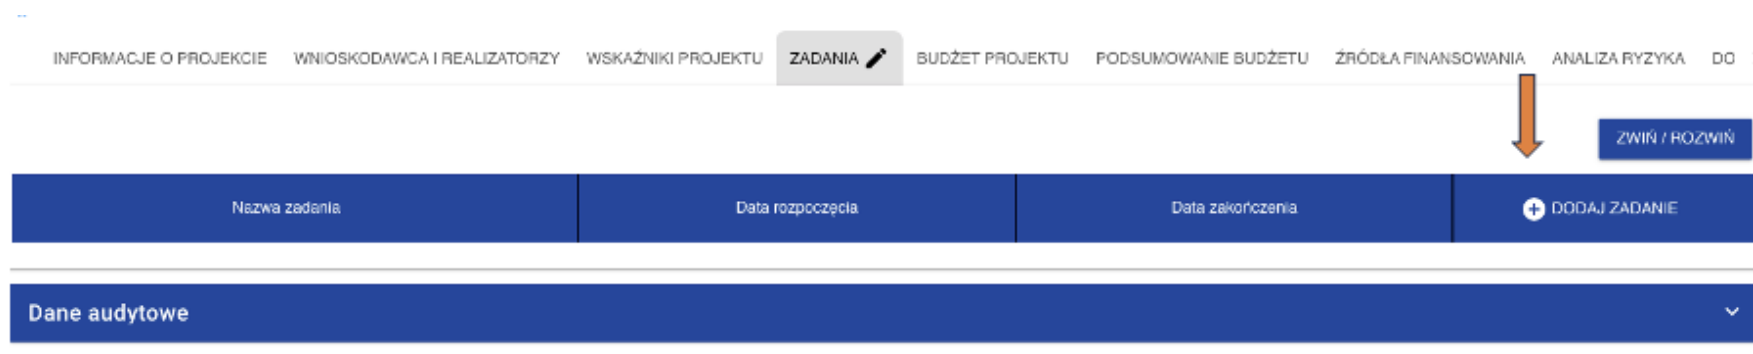 INFORMACJE O PROJEKCIE WNIOSKODAWCA I REALIZATORZY WSKAŹNIKI PROJEKTU ZADANIA BUDŻET PROJEKTU PODSUMOWANIE BUDŻETU ŹRÓDŁA FINANSOWANIA ANALIZA RYZYKA DO
ZWIŃ / ROZWIŃ
Nazwa zadania Data rozpoczęcia Data zakończenia DODAJ ZADANIE
Dane audytowe